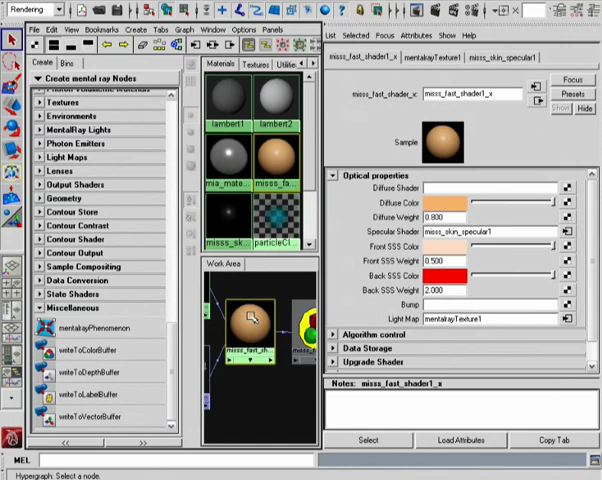 Rendering
File Edit View Bookmarks Graph Window Options
Create Bins
Create mental ray Nodes
Textures
Environments
MentalRay Lights
Photon Emitters
Light Maps
Lenses
Output Shaders
Geometry
Contour Store
Contour Contrast
Contour Shader
Contour Output
Sample Compositing
Data Conversion
State Shaders
Miscellaneous
mentalrayPhenomenon
writeToColorBuffer
writeToDepthBuffer
writeToLabelBuffer
writeToVectorBuffer
<< >>
Tabs
Materials Textures Utilitie
lambert1 lambert2
mia_mate... misss_fa...
misss_sk... particleCl...
Work Area
misss_fast_sh...
List Selected Focus Attributes Show Help
misss_fast_shader1_x mentalrayTexture1 misss_skin_specular1
misss_fast_shader_x: misss_fast_shader1_x
Focus
Presets
Show Hide
Sample
Optical properties
Diffuse Shader
Diffuse Color
Diffuse Weight 0.800
Specular Shader misss_skin_specular1
Front SSS Color
Front SSS Weight 0.500
Back SSS Color
Back SSS Weight 2.000
Bump
Light Map mentalrayTexture1
Algorithm control
Data Storage
Upgrade Shader
Notes: misss_fast_shader1_x
Select Load Attributes Copy Tab
MEL
Hypergraph: Select a node.